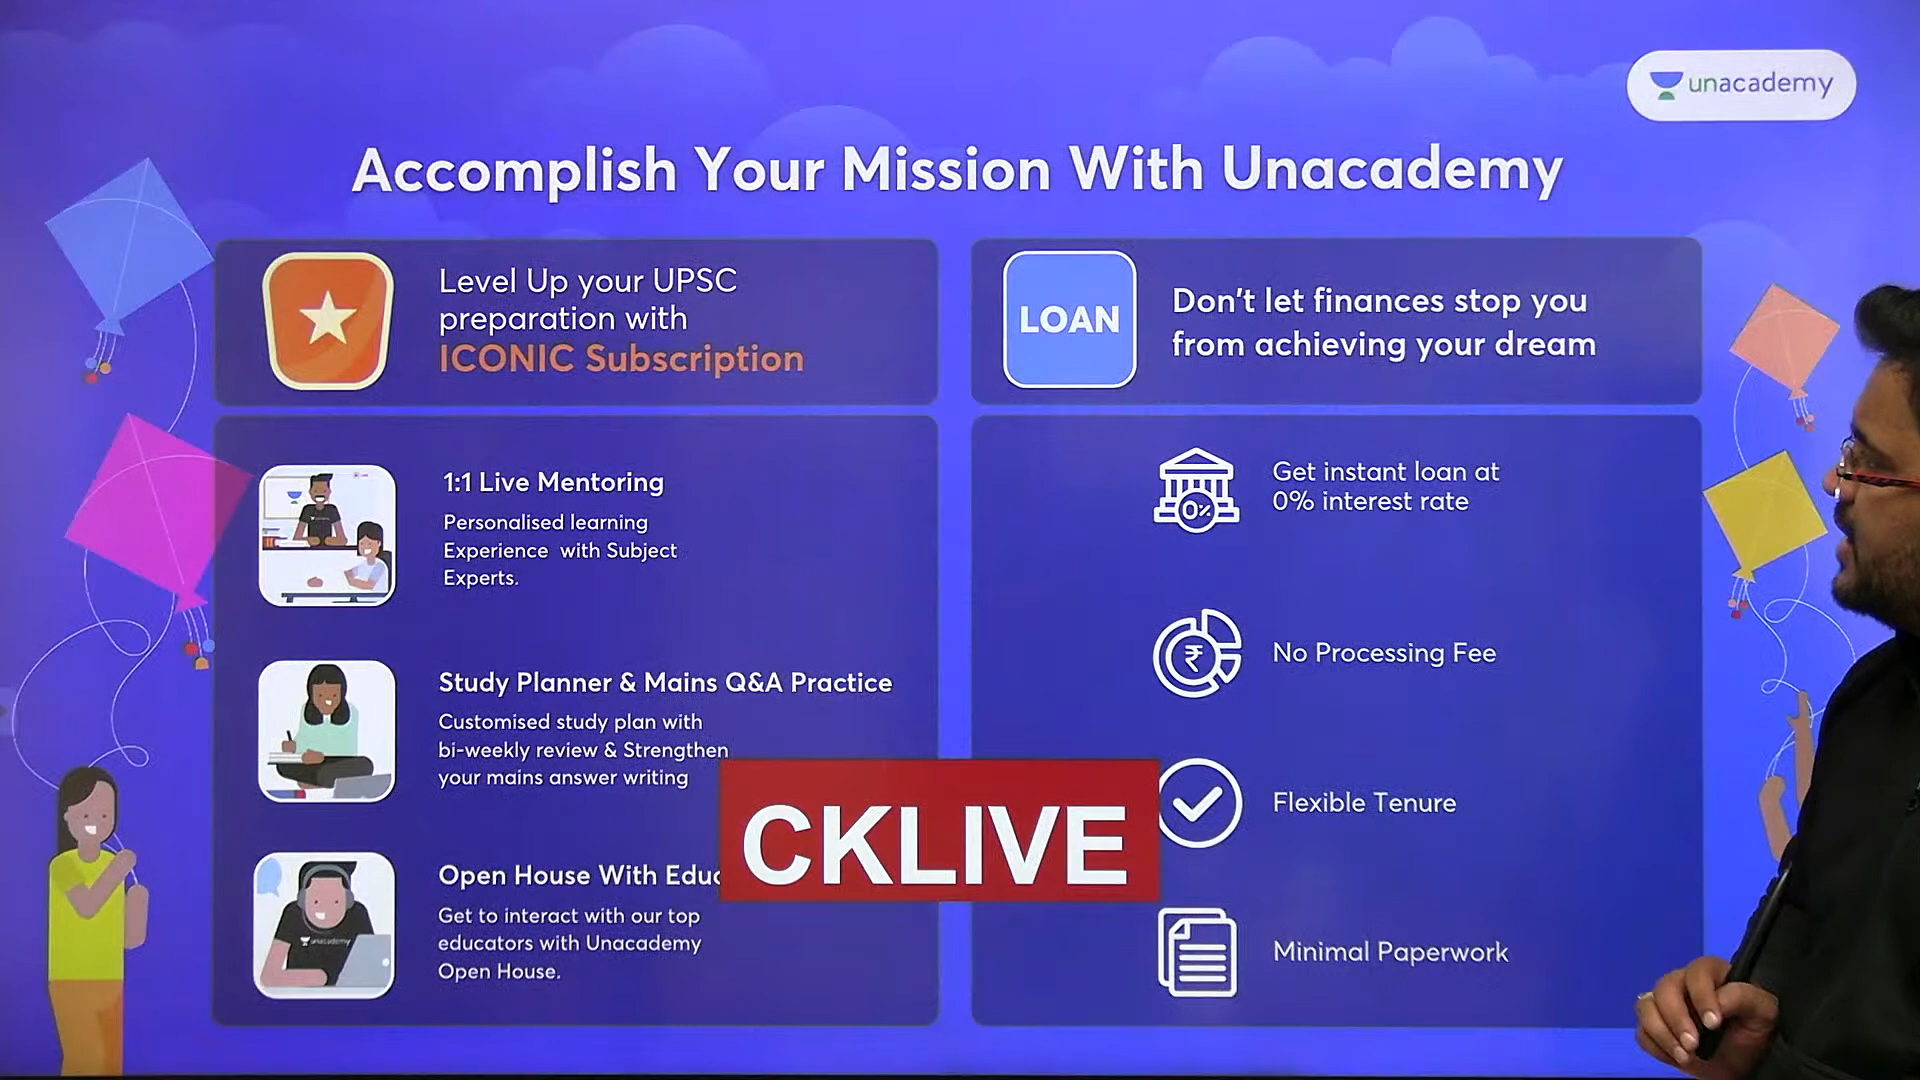 unacademy
Accomplish Your Mission With Unacademy
Level Up your UPSC
preparation with
ICONIC Subscription
1:1 Live Mentoring
Personalised learning
Experience with Subject
Experts.
Study Planner & Mains Q&A Practice
Customised study plan with
bi-weekly review & Strengthen
your mains answer writing
Open House With Educ
Get to interact with our top
educators with Unacademy
Open House.
LOAN
Don't let finances stop you
from achieving your dream
0%
Get instant loan at
0% interest rate
₹
No Processing Fee
Flexible Tenure
Minimal Paperwork
CKLIVE
unacademy